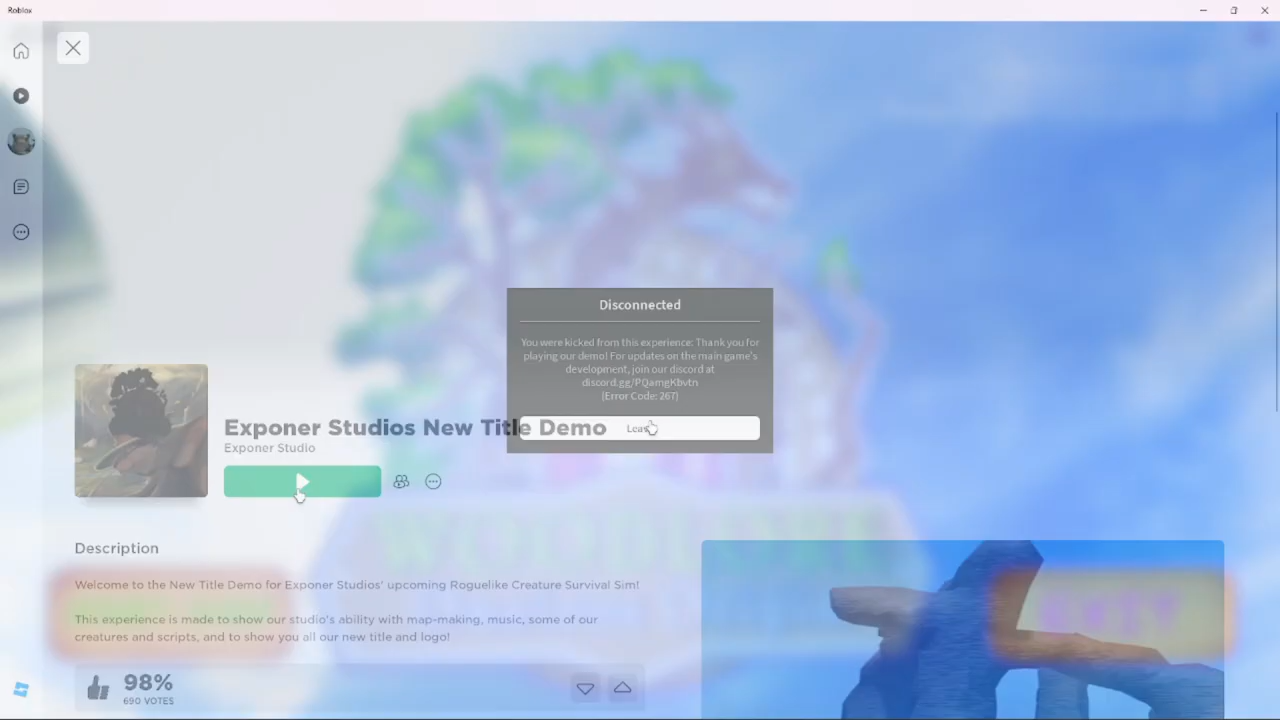 Roblox
Disconnected
You were kicked from this experience: Thank you for
playing our demo! For updates on the main game's
development, join our discord at
discord.gg/PQamgKbvtn
(Error Code: 267)
Leave
Exponer Studios New Title Demo
Exponer Studio
Description
Welcome to the New Title Demo for Exponer Studios' upcoming Roguelike Creature Survival Sim!
This experience is made to show our studio's ability with map-making, music, some of our
creatures and scripts, and to show you all our new title and logo!
98%
690 VOTES